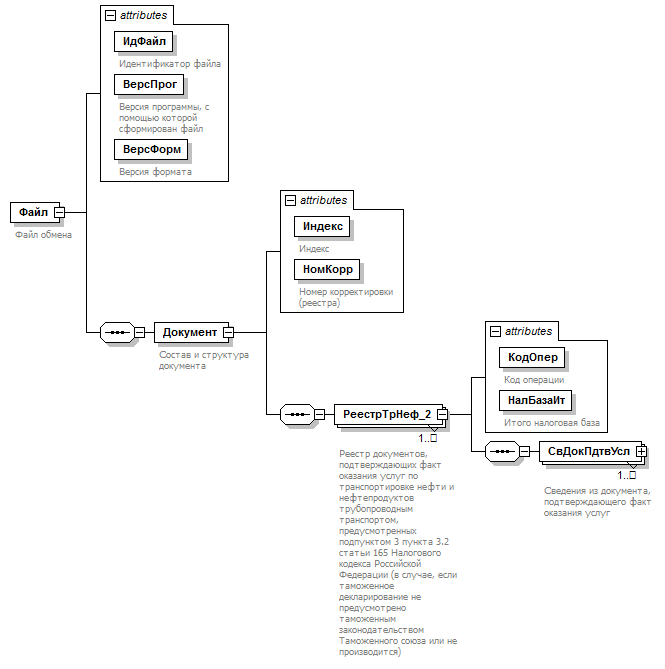 attributes
ИдФайл
Идентификатор файла
ВерсПрог
Версия программы, с
помощью которой
сформирован файл
ВерсФорм
Версия формата
Файл
Файл обмена
attributes
Индекс
Индекс
НомКорр
Номер корректировки
(реестра)
Документ
Состав и структура
документа
attributes
КодОпер
Код операции
НалБазаИт
Итого налоговая база
РеестрТрНеф_2
1..
Реестр документов,
подтверждающих факт
оказания услуг по
транспортировке нефти и
нефтепродуктов
трубопроводным
транспортом,
предусмотренных
подпунктом 3 пункта 3.2
статьи 165 Налогового
кодекса Российской
Федерации (в случае, если
таможенное
декларирование не
предусмотрено
таможенным
законодательством
Таможенного союза или не
производится)
СвДокПдтвУсл
1..
Сведения из документа,
подтверждающего факт
оказания услуг